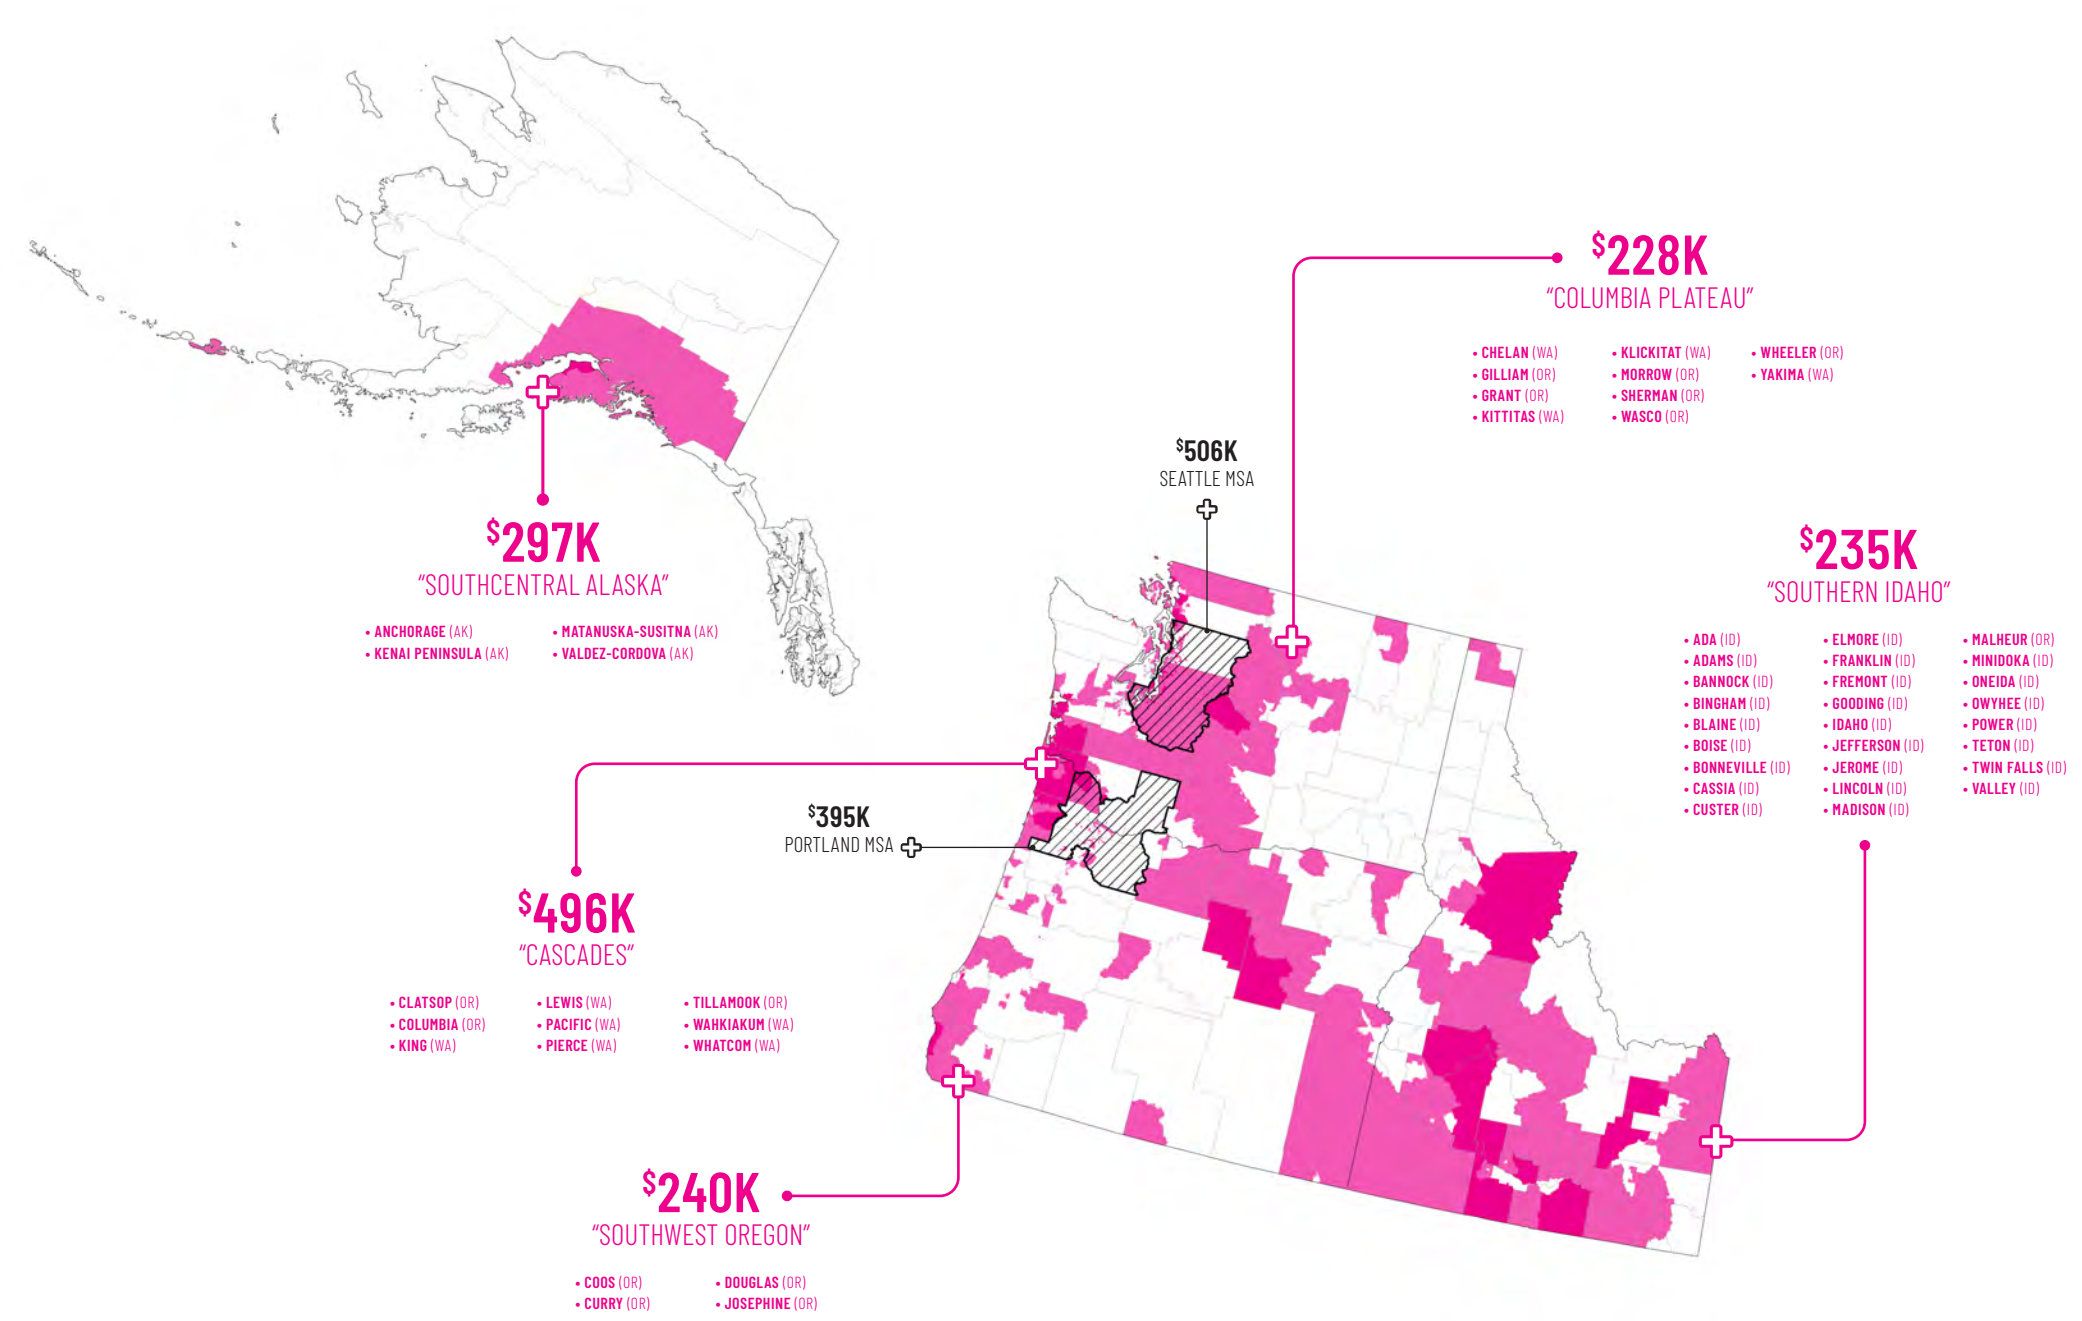 $228K
“COLUMBIA PLATEAU”
• CHELAN (WA)
• GILLIAM (OR)
• GRANT (OR)
• KITTITAS (WA)
• KLICKITAT (WA)
• MORROW (OR)
• SHERMAN (OR)
• WASCO (OR)
• WHEELER (OR)
• YAKIMA (WA)
$506K
SEATTLE MSA
$297K
“SOUTHCENTRAL ALASKA”
• ANCHORAGE (AK)
• KENAI PENINSULA (AK)
• MATANUSKA-SUSITNA (AK)
• VALDEZ-CORDOVA (AK)
$235K
“SOUTHERN IDAHO”
• ADA (ID)
• ADAMS (ID)
• BANNOCK (ID)
• BINGHAM (ID)
• BLAINE (ID)
• BOISE (ID)
• BONNEVILLE (ID)
• CASSIA (ID)
• CUSTER (ID)
• ELMORE (ID)
• FRANKLIN (ID)
• FREMONT (ID)
• GOODING (ID)
• IDAHO (ID)
• JEFFERSON (ID)
• JEROME (ID)
• LINCOLN (ID)
• MADISON (ID)
• MALHEUR (OR)
• MINIDOKA (ID)
• ONEIDA (ID)
• OWYHEE (ID)
• POWER (ID)
• TETON (ID)
• TWIN FALLS (ID)
• VALLEY (ID)
$395K
PORTLAND MSA
$496K
“CASCADES”
• CLATSOP (OR)
• COLUMBIA (OR)
• KING (WA)
• LEWIS (WA)
• PACIFIC (WA)
• PIERCE (WA)
• TILLAMOOK (OR)
• WAHKIAKUM (WA)
• WHATCOM (WA)
$240K
“SOUTHWEST OREGON”
• COOS (OR)
• CURRY (OR)
• DOUGLAS (OR)
• JOSEPHINE (OR)